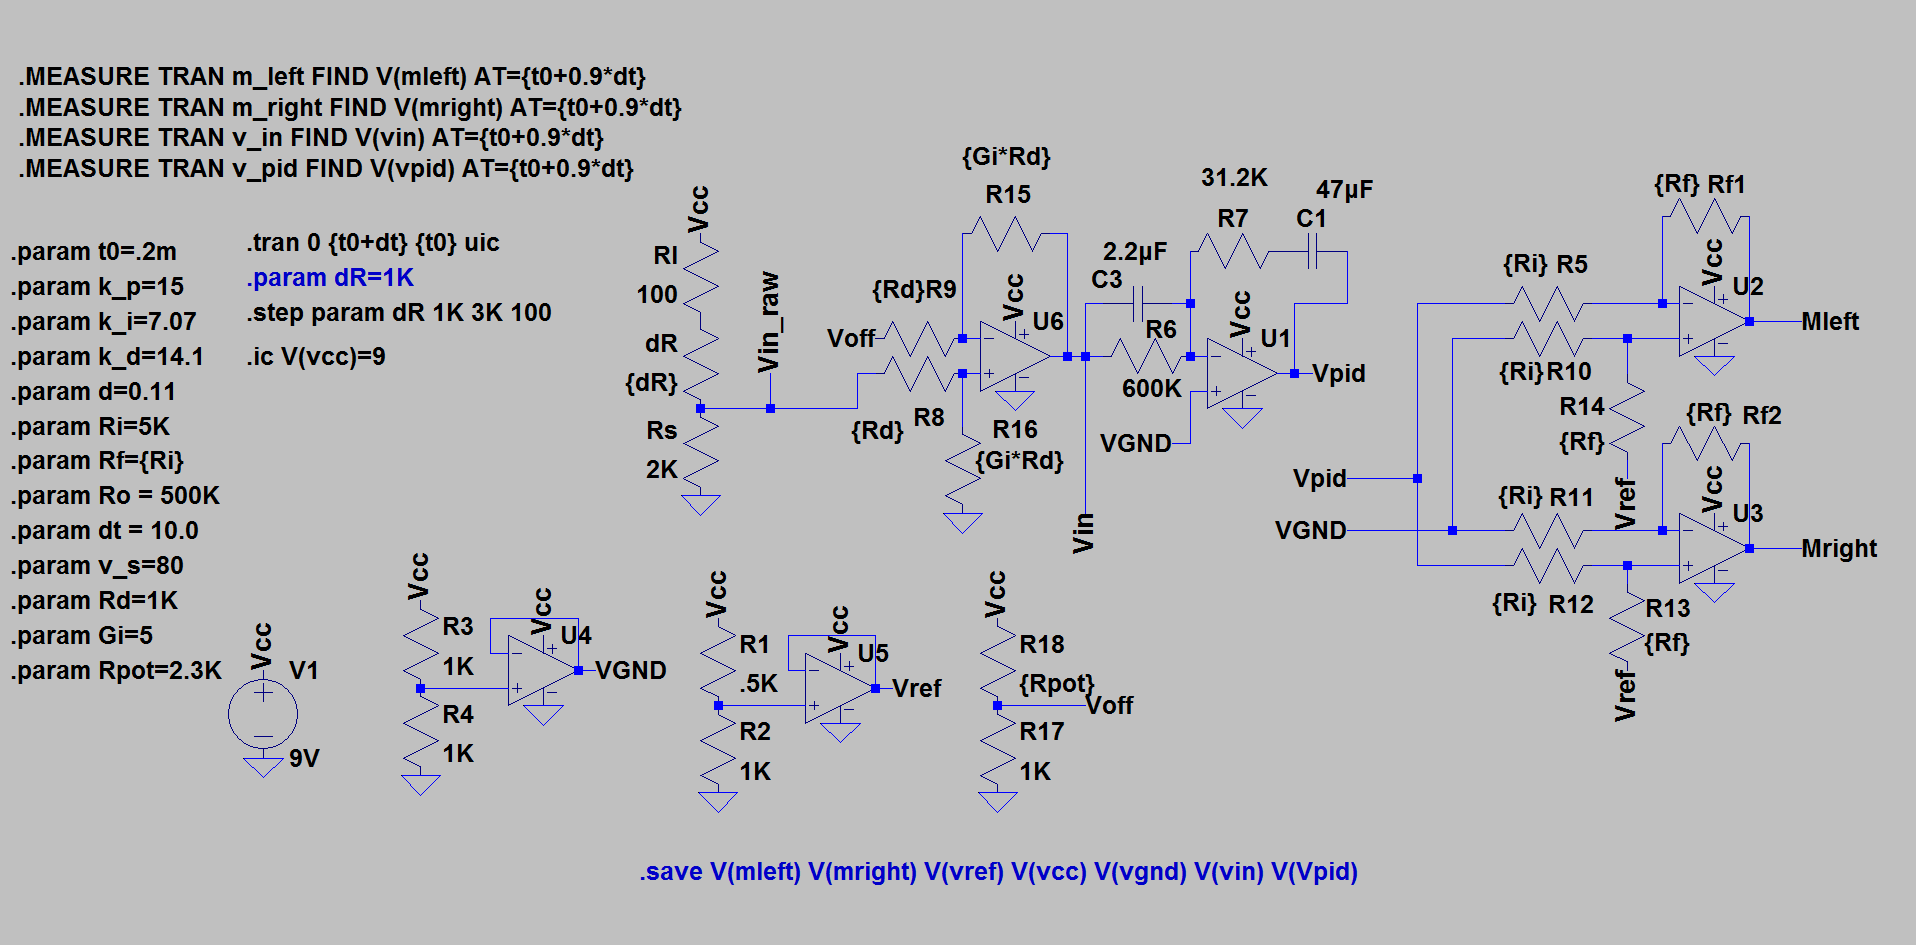 .MEASURE TRAN m_left FIND V(mleft) AT={t0+0.9*dt}
.MEASURE TRAN m_right FIND V(mright) AT={t0+0.9*dt}
.MEASURE TRAN v_in FIND V(vin) AT={t0+0.9*dt}
.MEASURE TRAN v_pid FIND V(vpid) AT={t0+0.9*dt}
.param t0=.2m
.param k_p=15
.param k_i=7.07
.param k_d=14.1
.param d=0.11
.param Ri=5K
.param Rf={Ri}
.param Ro = 500K
.param dt = 10.0
.param v_s=80
.param Rd=1K
.param Gi=5
.param Rpot=2.3K
.tran 0 {t0+dt} {t0} uic
.param dR=1K
.step param dR 1K 3K 100
.ic V(vcc)=9
Vcc
V1
9V
Vcc
R3
1K
R4
1K
Vcc
U4
VGND
Vcc
Rl
100
dR
{dR}
Rs
2K
Vin_raw
{Gi*Rd}
R15
{Rd}R9
Voff
Vcc
U6
{Rd}
R8
R16
{Gi*Rd}
Vin
C3
2.2µF
R6
600K
31.2K
R7
47µF
C1
Vcc
U1
Vpid
VGND
Vcc
R1
.5K
R2
1K
Vcc
U5
Vref
Vcc
R18
{Rpot}
Voff
R17
1K
Vpid
VGND
{Ri} R5
{Ri} R10
{Rf} Rf1
Vcc
U2
Mleft
R14
{Rf}
Vref
{Ri} R11
{Ri} R12
{Rf} Rf2
Vcc
U3
Mright
R13
{Rf}
Vref
.save V(mleft) V(mright) V(vref) V(vcc) V(vgnd) V(vin) V(Vpid)